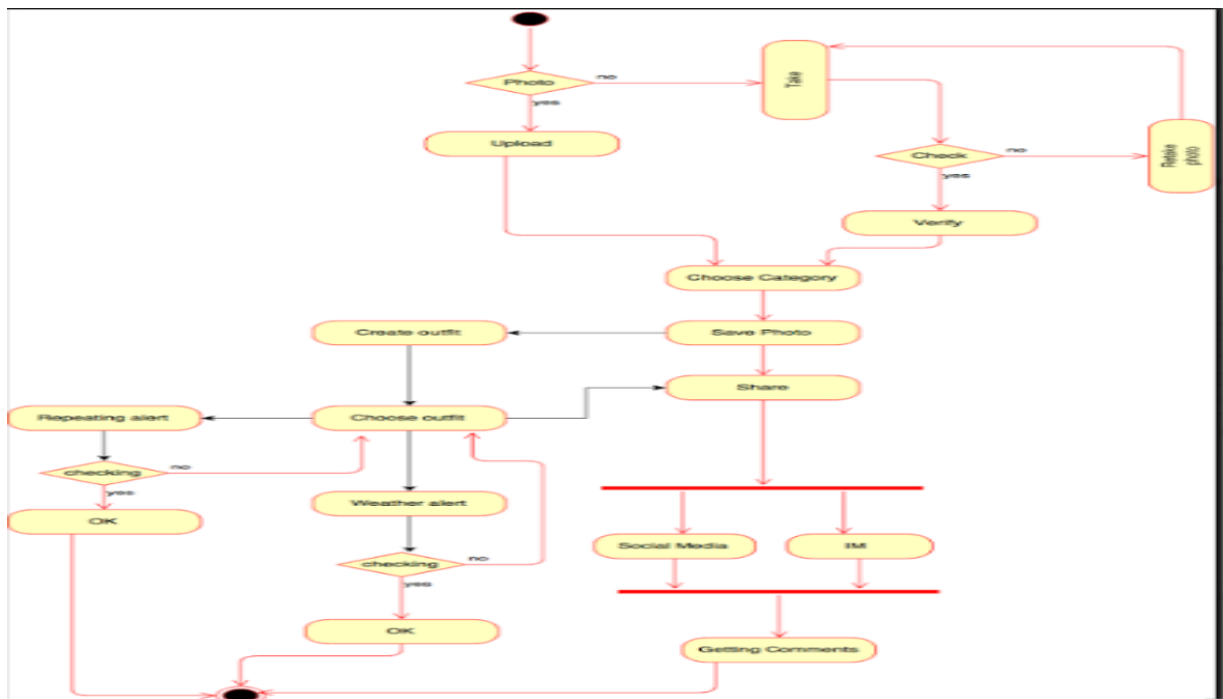 Photo
no
yes
Take
Upload
Check
no
yes
Retake
photo
Verify
Choose Category
Create outfit
Save Photo
Share
Repeating alert
Choose outfit
checking
no
yes
Weather alert
OK
Social Media
IM
checking
no
yes
OK
Getting Comments